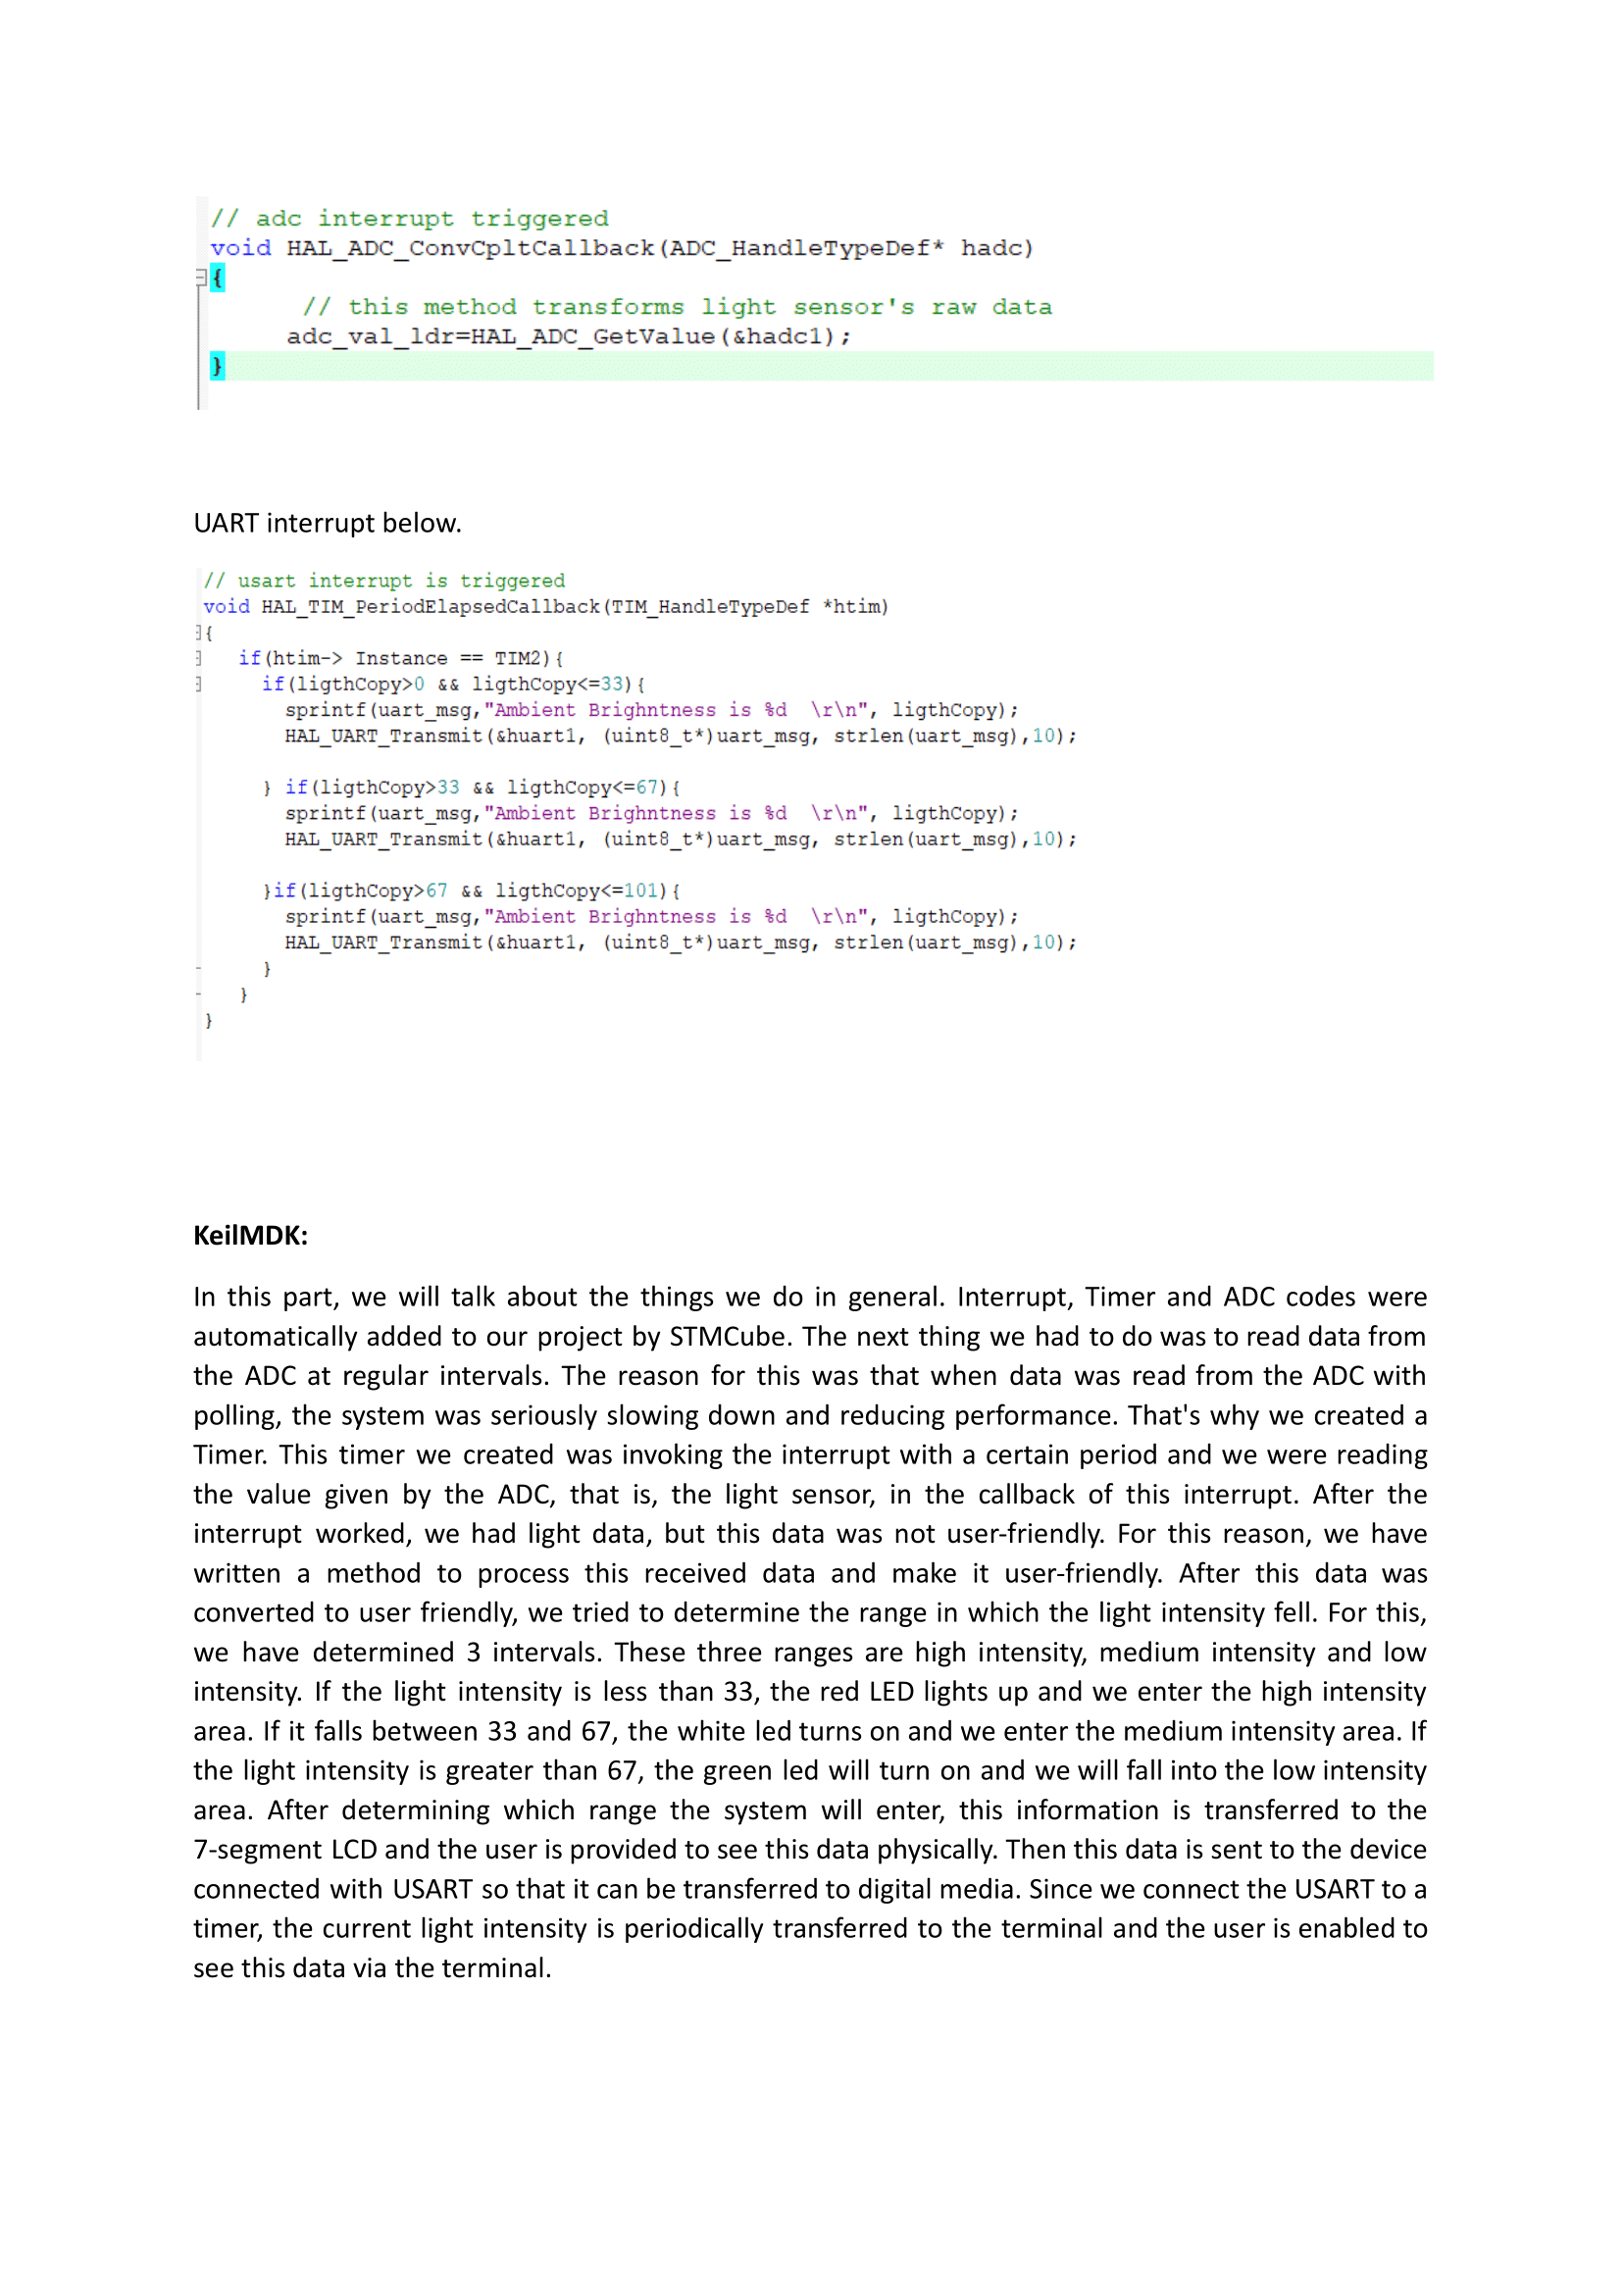 // adc interrupt triggered
void HAL_ADC_ConvCpltCallback(ADC_HandleTypeDef* hadc)
{
// this method transforms light sensor's raw data
adc_val_ldr=HAL_ADC_GetValue(&hadc1);
}
UART interrupt below.
// usart interrupt is triggered
void HAL_TIM_PeriodElapsedCallback(TIM_HandleTypeDef *htim)
{
if(htim-> Instance == TIM2){
if(ligthCopy>0 && ligthCopy<=33){
sprintf(uart_msg,"Ambient Brighntness is %d  \r\n", ligthCopy);
HAL_UART_Transmit(&huart1, (uint8_t*)uart_msg, strlen(uart_msg),10);
} if(ligthCopy>33 && ligthCopy<=67){
sprintf(uart_msg,"Ambient Brighntness is %d  \r\n", ligthCopy);
HAL_UART_Transmit(&huart1, (uint8_t*)uart_msg, strlen(uart_msg),10);
}if(ligthCopy>67 && ligthCopy<=101){
sprintf(uart_msg,"Ambient Brighntness is %d  \r\n", ligthCopy);
HAL_UART_Transmit(&huart1, (uint8_t*)uart_msg, strlen(uart_msg),10);
}
}
}
KeilMDK:
In this part, we will talk about the things we do in general. Interrupt, Timer and ADC codes were
automatically added to our project by STMCube. The next thing we had to do was to read data from
the ADC at regular intervals. The reason for this was that when data was read from the ADC with
polling, the system was seriously slowing down and reducing performance. That's why we created a
Timer. This timer we created was invoking the interrupt with a certain period and we were reading
the value given by the ADC, that is, the light sensor, in the callback of this interrupt. After the
interrupt worked, we had light data, but this data was not user-friendly. For this reason, we have
written a method to process this received data and make it user-friendly. After this data was
converted to user friendly, we tried to determine the range in which the light intensity fell. For this,
we have determined 3 intervals. These three ranges are high intensity, medium intensity and low
intensity. If the light intensity is less than 33, the red LED lights up and we enter the high intensity
area. If it falls between 33 and 67, the white led turns on and we enter the medium intensity area. If
the light intensity is greater than 67, the green led will turn on and we will fall into the low intensity
area. After determining which range the system will enter, this information is transferred to the
7-segment LCD and the user is provided to see this data physically. Then this data is sent to the device
connected with USART so that it can be transferred to digital media. Since we connect the USART to a
timer, the current light intensity is periodically transferred to the terminal and the user is enabled to
see this data via the terminal.